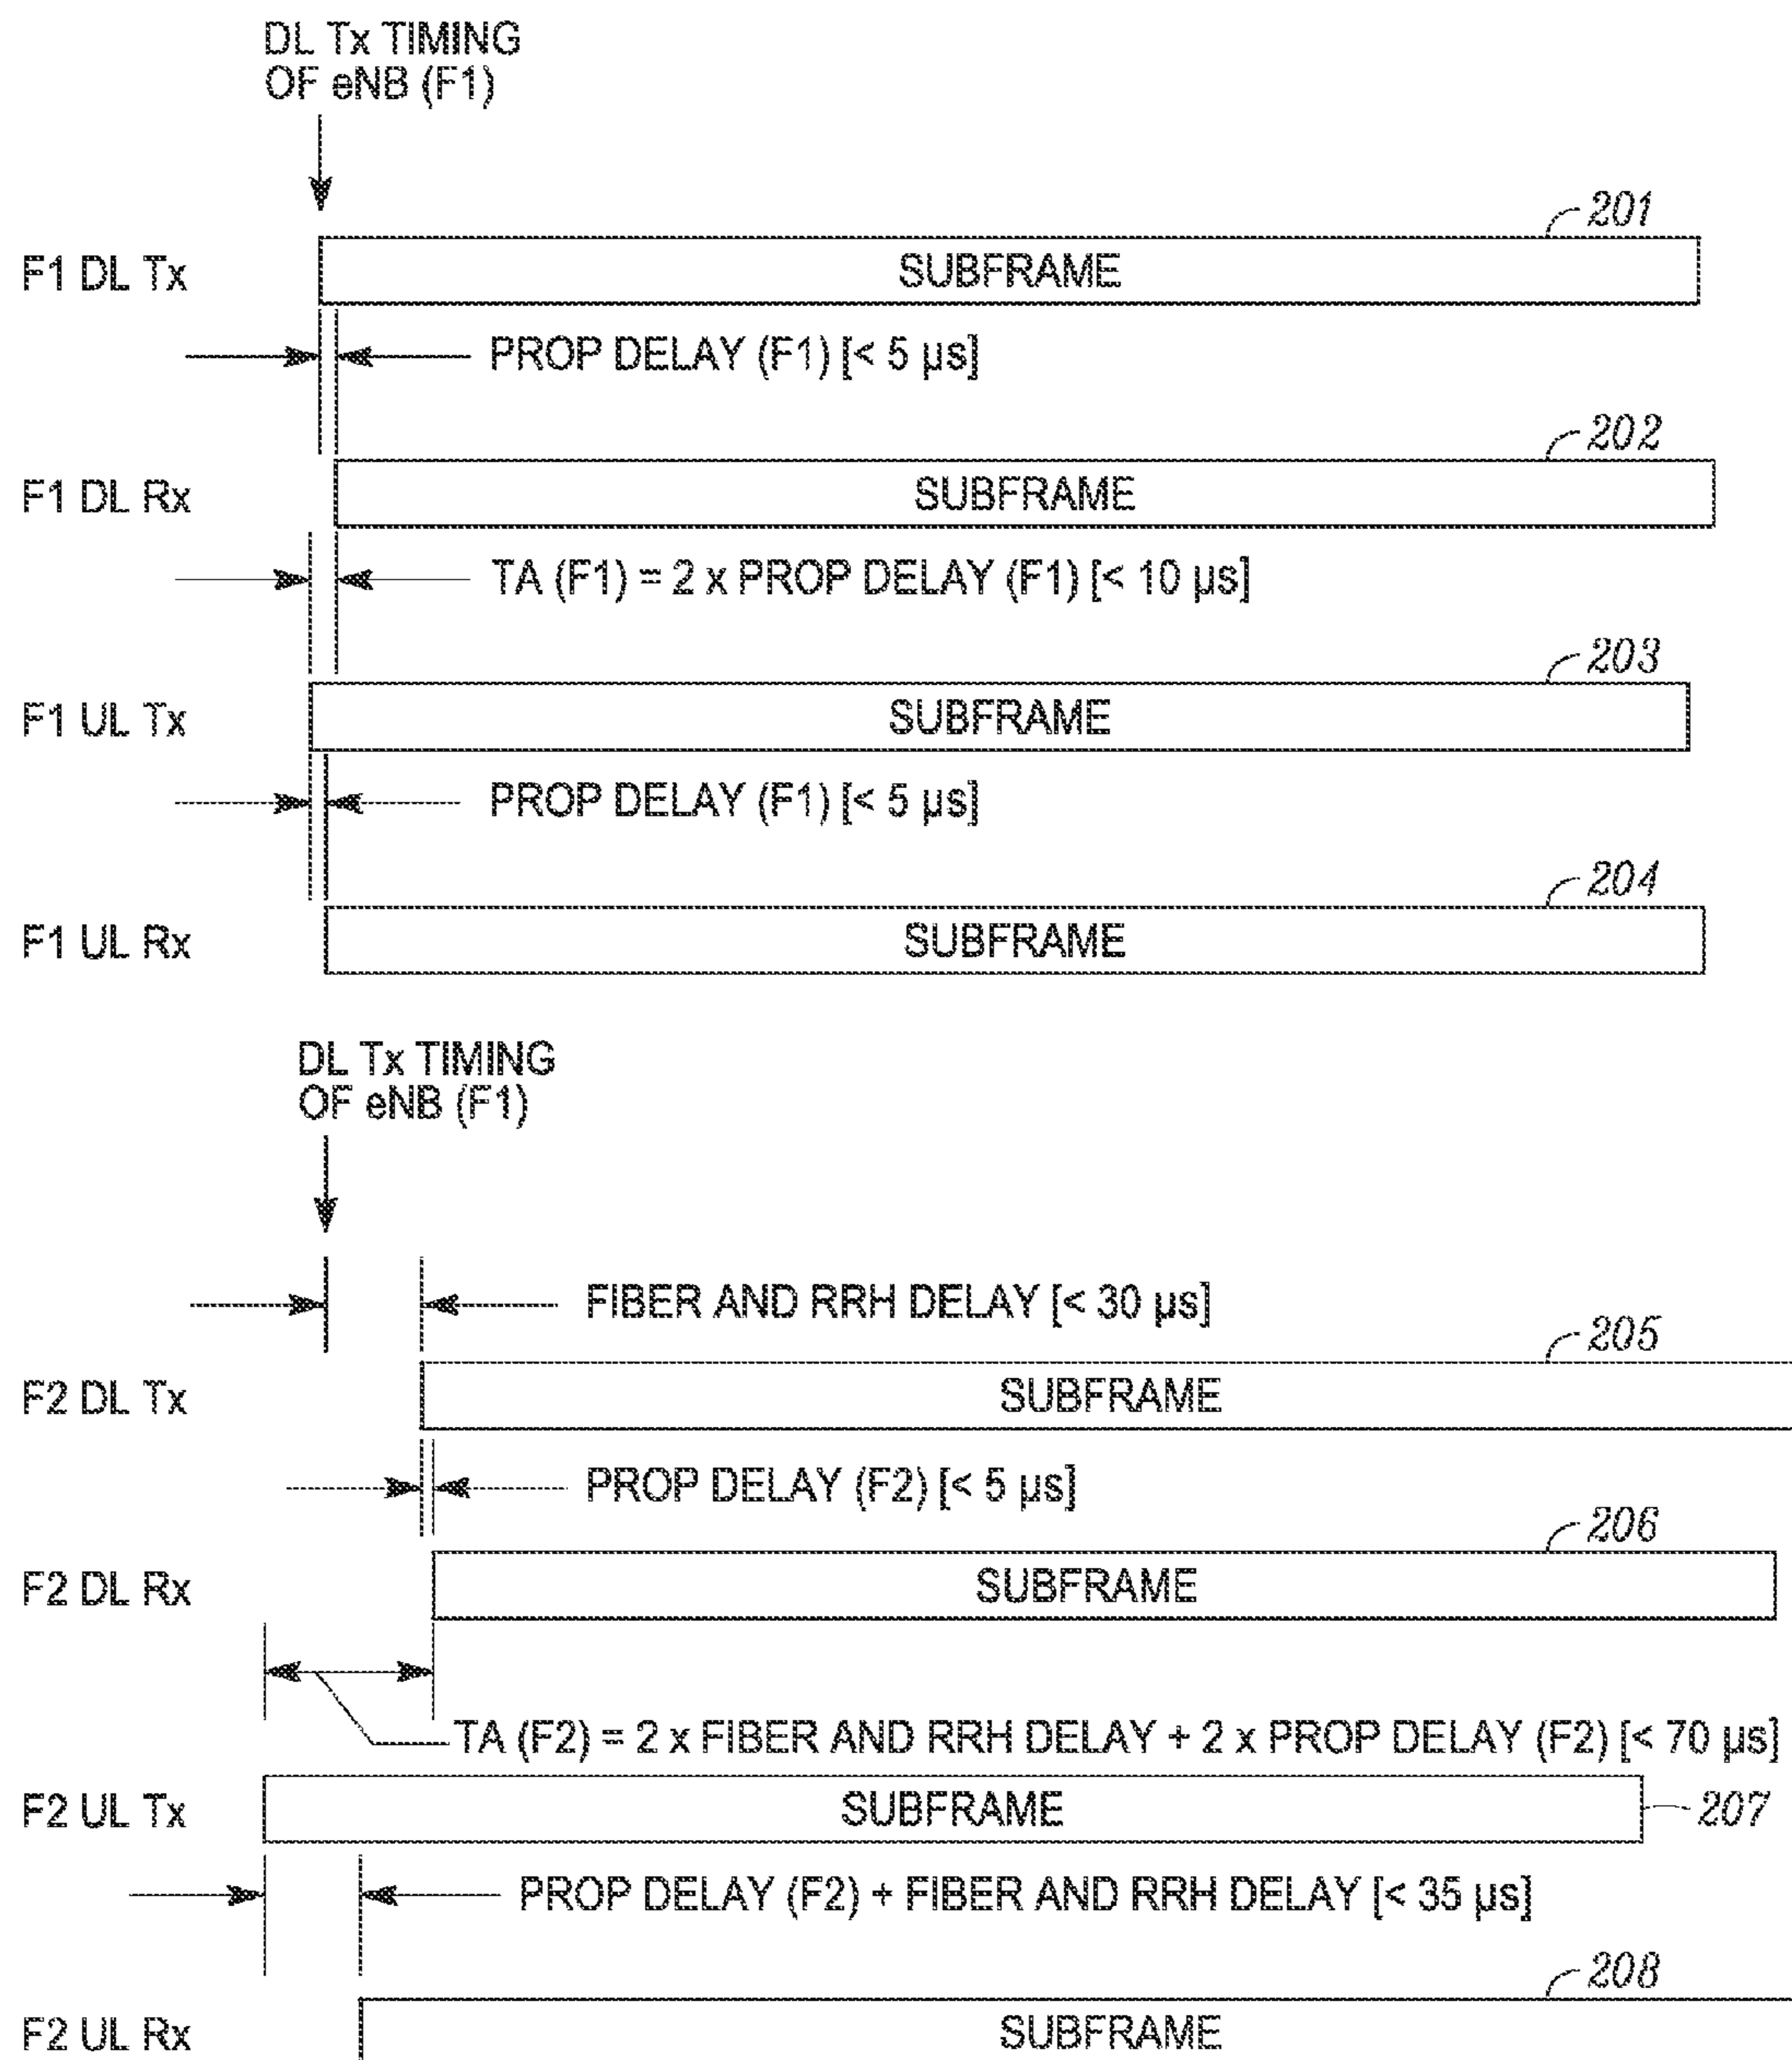 DL Tx TIMING
OF eNB (F1)
201
F1 DL Tx
SUBFRAME
PROP DELAY (F1) [< 5 μs]
202
F1 DL Rx
SUBFRAME
TA (F1) = 2 x PROP DELAY (F1) [< 10 μs]
203
F1 UL Tx
SUBFRAME
PROP DELAY (F1) [< 5 μs]
204
F1 UL Rx
SUBFRAME
DL Tx TIMING
OF eNB (F1)
FIBER AND RRH DELAY [< 30 μs]
205
F2 DL Tx
SUBFRAME
PROP DELAY (F2) [< 5 μs]
206
F2 DL Rx
SUBFRAME
TA (F2) = 2 x FIBER AND RRH DELAY + 2 x PROP DELAY (F2) [< 70 μs]
F2 UL Tx
SUBFRAME
207
PROP DELAY (F2) + FIBER AND RRH DELAY [< 35 μs]
208
F2 UL Rx
SUBFRAME